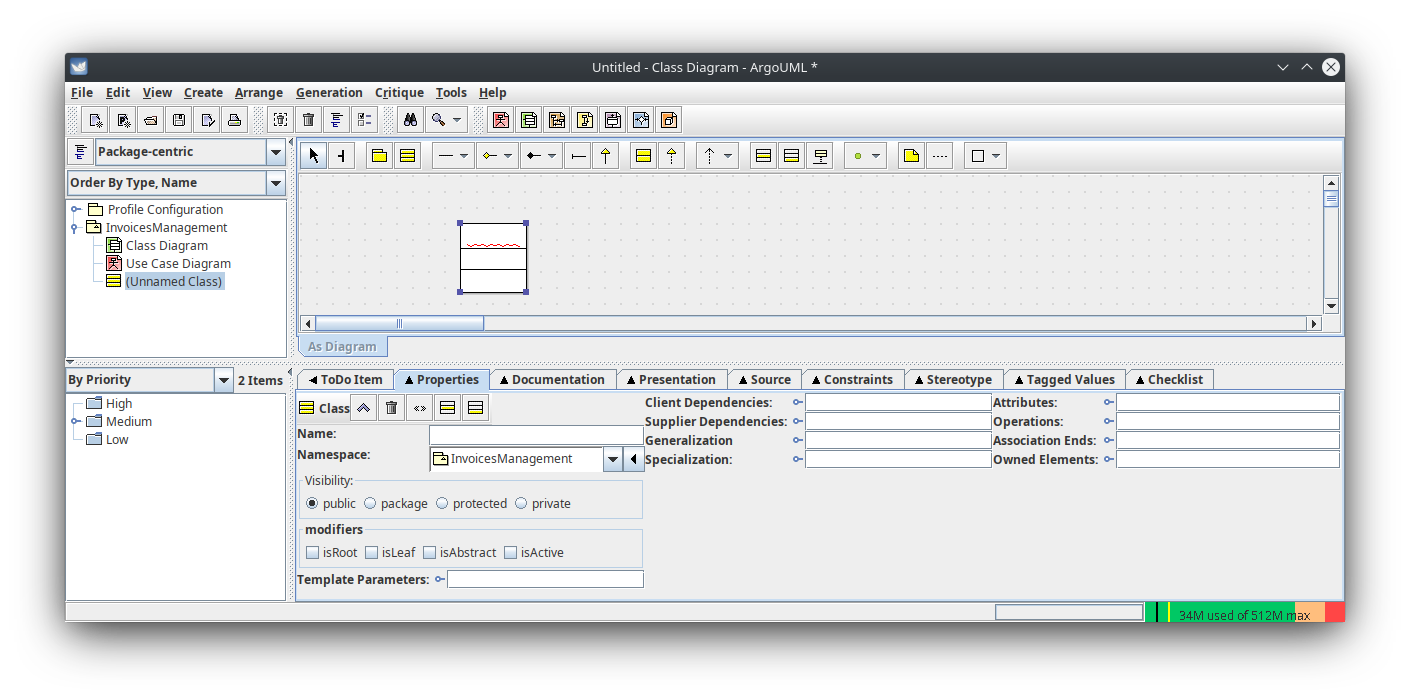 Untitled - Class Diagram - ArgoUML *
File Edit View Create Arrange Generation Critique Tools Help
Package-centric
Order By Type, Name
Profile Configuration
InvoicesManagement
Class Diagram
Use Case Diagram
(Unnamed Class)
As Diagram
By Priority 2 Items
High
Medium
Low
ToDo Item Properties Documentation Presentation Source Constraints Stereotype Tagged Values Checklist
Class
Name:
Namespace: InvoicesManagement
Visibility:
public package protected private
modifiers
isRoot isLeaf isAbstract isActive
Template Parameters:
Client Dependencies:
Supplier Dependencies:
Generalization
Specialization:
Attributes:
Operations:
Association Ends:
Owned Elements:
34M used of 512M max